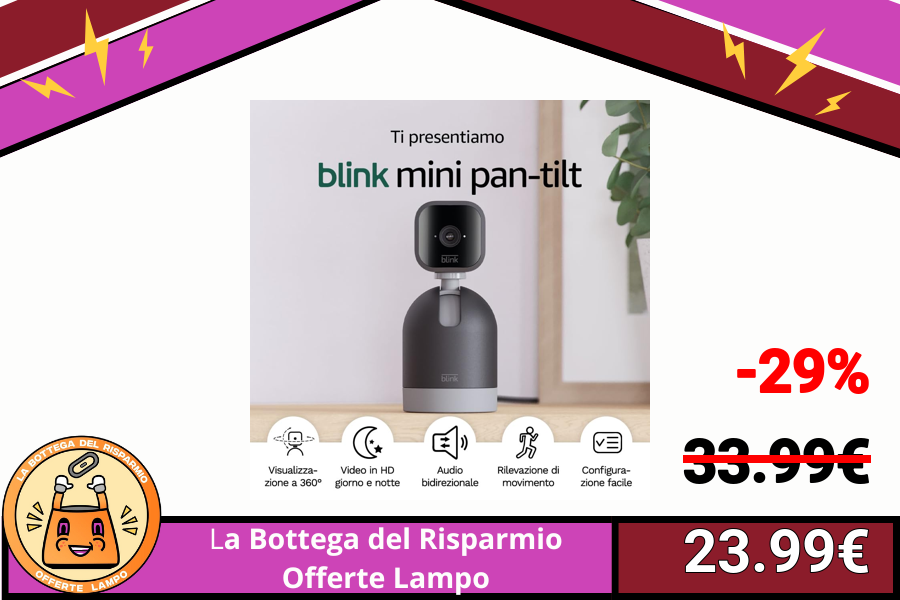 Ti presentiamo
blink mini pan-tilt
blink
blink
Visualizza-
zione a 360°
Video in HD
giorno e notte
Audio
bidirezionale
Rilevazione di
movimento
Configura-
zione facile
-29%
33.99€
LA BOTTEGA DEL RISPARMIO
OFFERTE LAMPO
La Bottega del Risparmio
Offerte Lampo
23.99€